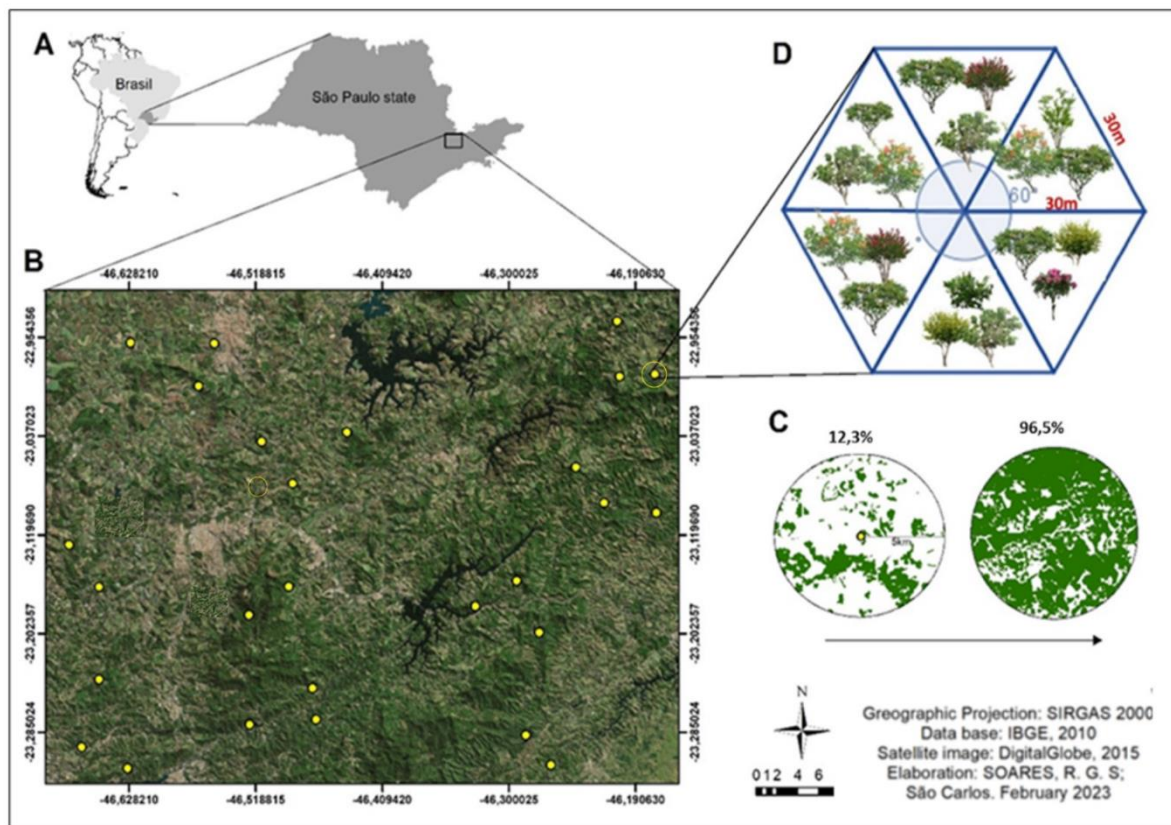 A
Brasil
São Paulo state
D
30m
60°
30m
B
-46,628210 -46,518815 -46,409420 -46,300025 -46,190630
-22,954356
-23,037023
-23,119690
-23,202357
-23,285024
-22,954356
-23,037023
-23,119690
-23,202357
-23,285024
-46,628210 -46,518815 -46,409420 -46,300025 -46,190630
C
12,3% 96,5%
5km
N
0 1 2 4 6
Greographic Projection: SIRGAS 2000
Data base: IBGE, 2010
Satellite image: DigitalGlobe, 2015
Elaboration: SOARES, R. G. S;
São Carlos. February 2023